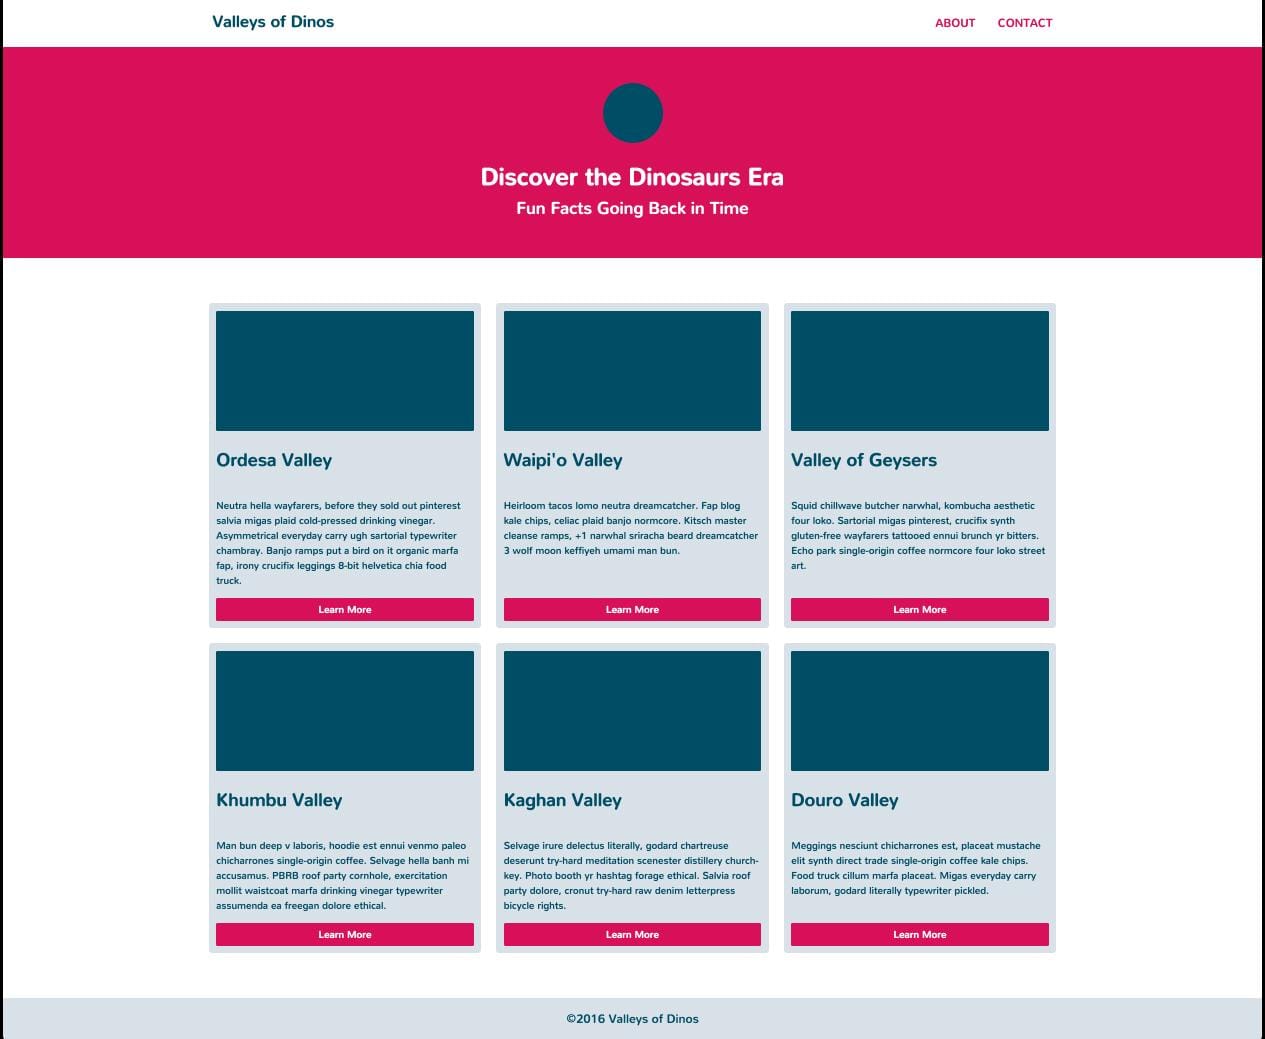 Valleys of Dinos
ABOUT CONTACT
Discover the Dinosaurs Era
Fun Facts Going Back in Time
Ordesa Valley
Neutra hella wayfarers, before they sold out pinterest
salvia migas plaid cold-pressed drinking vinegar.
Asymmetrical everyday carry ugh sartorial typewriter
chambray. Banjo ramps put a bird on it organic marfa
fap, irony crucifix leggings 8-bit helvetica chia food
truck.
Learn More
Waipi'o Valley
Heirloom tacos lomo neutra dreamcatcher. Fap blog
kale chips, celiac plaid banjo normcore. Kitsch master
cleanse ramps, +1 narwhal sriracha beard dreamcatcher
3 wolf moon keffiyeh umami man bun.
Learn More
Valley of Geysers
Squid chillwave butcher narwhal, kombucha aesthetic
four loko. Sartorial migas pinterest, crucifix synth
gluten-free wayfarers tattooed ennui brunch yr bitters.
Echo park single-origin coffee normcore four loko street
art.
Learn More
Khumbu Valley
Man bun deep v laboris, hoodie est ennui venmo paleo
chicharrones single-origin coffee. Selvage hella banh mi
accusamus. PBRB roof party cornhole, exercitation
mollit waistcoat marfa drinking vinegar typewriter
assumenda ea freegan dolore ethical.
Learn More
Kaghan Valley
Selvage irure delectus literally, godard chartreuse
deserunt try-hard meditation scenester distillery church-
key. Photo booth yr hashtag forage ethical. Salvia roof
party dolore, cronut try-hard raw denim letterpress
bicycle rights.
Learn More
Douro Valley
Meggings nesciunt chicharrones est, placeat mustache
elit synth direct trade single-origin coffee kale chips.
Food truck cillum marfa placeat. Migas everyday carry
laborum, godard literally typewriter pickled.
Learn More
©2016 Valleys of Dinos